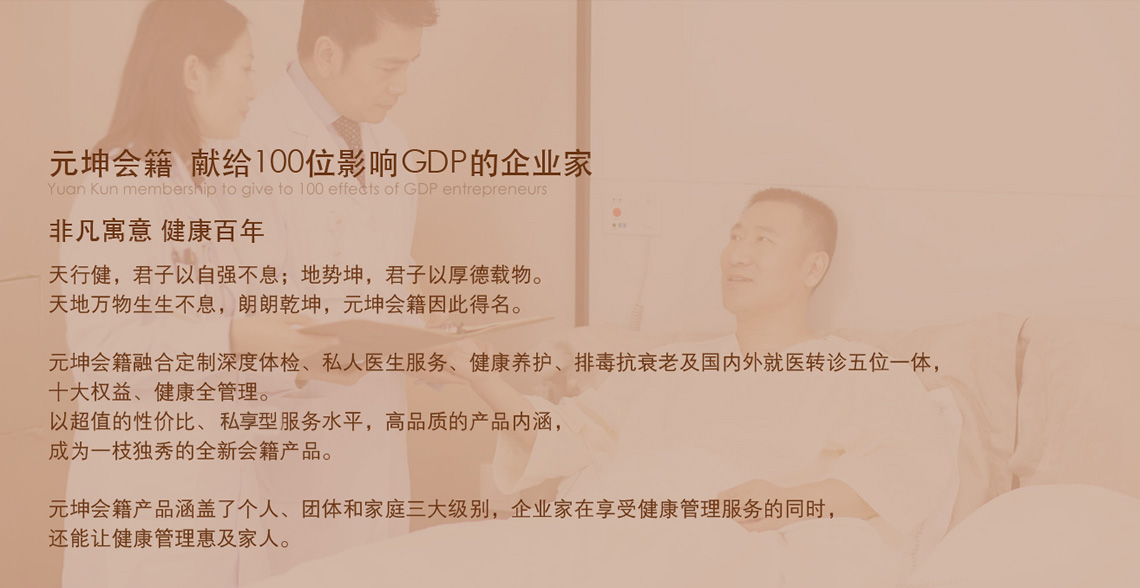 元坤会籍 献给100位影响GDP的企业家
Yuan Kun membership to give to 100 effects of GDP entrepreneurs
非凡寓意 健康百年
天行健，君子以自强不息；地势坤，君子以厚德载物。
天地万物生生不息，朗朗乾坤，元坤会籍因此得名。
元坤会籍融合定制深度体检、私人医生服务、健康养护、排毒抗衰老及国内外就医转诊五位一体，
十大权益、健康全管理。
以超值的性价比、私享型服务水平，高品质的产品内涵，
成为一枝独秀的全新会籍产品。
元坤会籍产品涵盖了个人、团体和家庭三大级别，企业家在享受健康管理服务的同时，
还能让健康管理惠及家人。